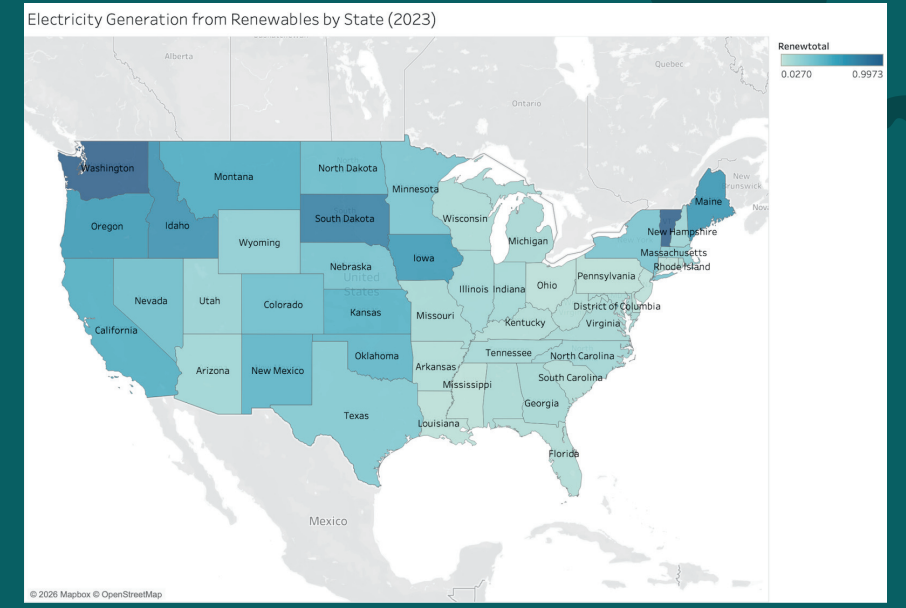 Electricity Generation from Renewables by State (2023)
Renewtotal
0.0270 0.9973
Alberta
Quebec
Ontario
New Brunswick
Nov
Washington
Montana
North Dakota
Minnesota
Maine
Oregon
Idaho
South Dakota
Wisconsin
New Hampshire
Wyoming
Michigan
Massachusetts
Iowa
Rhode Island
Nebraska
United States
Pennsylvania
Nevada
Utah
Colorado
Illinois
Indiana
Ohio
District of Columbia
Kansas
Missouri
Kentucky
Virginia
California
Oklahoma
Tennessee
North Carolina
Arizona
New Mexico
Arkansas
South Carolina
Mississippi
Georgia
Texas
Louisiana
Florida
Mexico
© 2026 Mapbox © OpenStreetMap